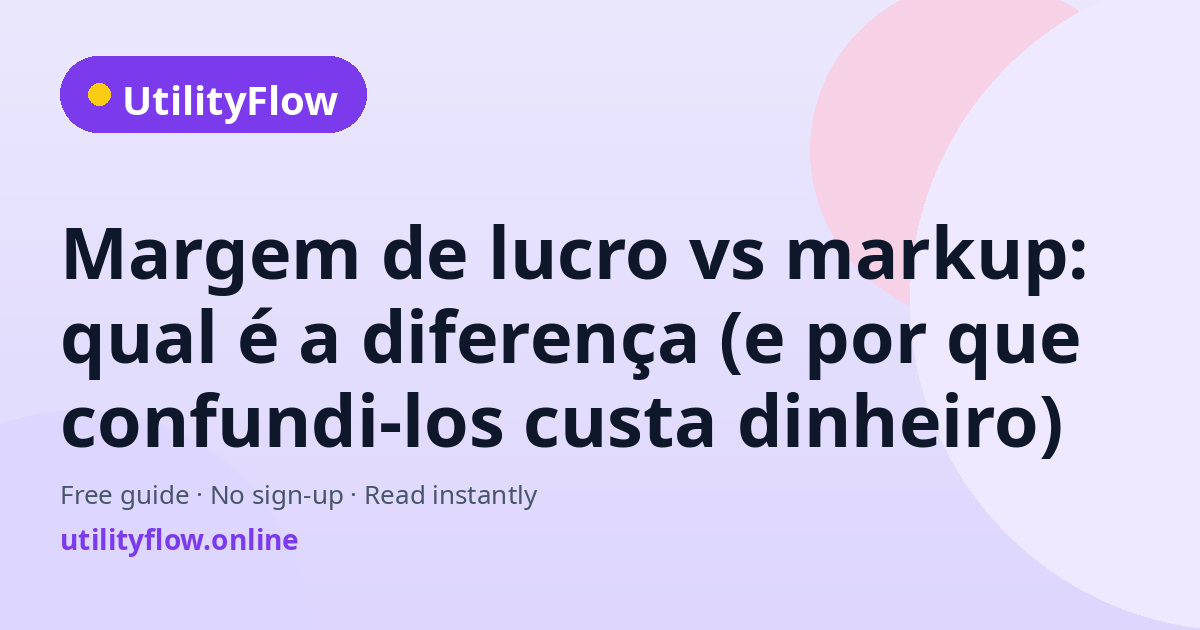 UtilityFlow
Margem de lucro vs markup:
qual é a diferença (e por que
confundi-los custa dinheiro)
Free guide · No sign-up · Read instantly
utilityflow.online